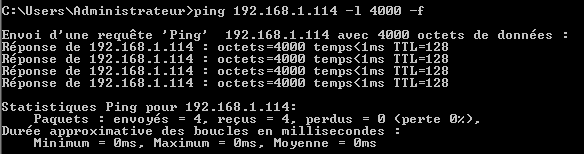 C:\Users\Administrateur>ping 192.168.1.114 -l 4000 -f
Envoi d'une requête 'Ping'  192.168.1.114 avec 4000 octets de données :
Réponse de 192.168.1.114 : octets=4000 temps<1ms TTL=128
Réponse de 192.168.1.114 : octets=4000 temps<1ms TTL=128
Réponse de 192.168.1.114 : octets=4000 temps<1ms TTL=128
Réponse de 192.168.1.114 : octets=4000 temps<1ms TTL=128
Statistiques Ping pour 192.168.1.114:
    Paquets : envoyés = 4, reçus = 4, perdus = 0 (perte 0%),
Durée approximative des boucles en millisecondes :
    Minimum = 0ms, Maximum = 0ms, Moyenne = 0ms